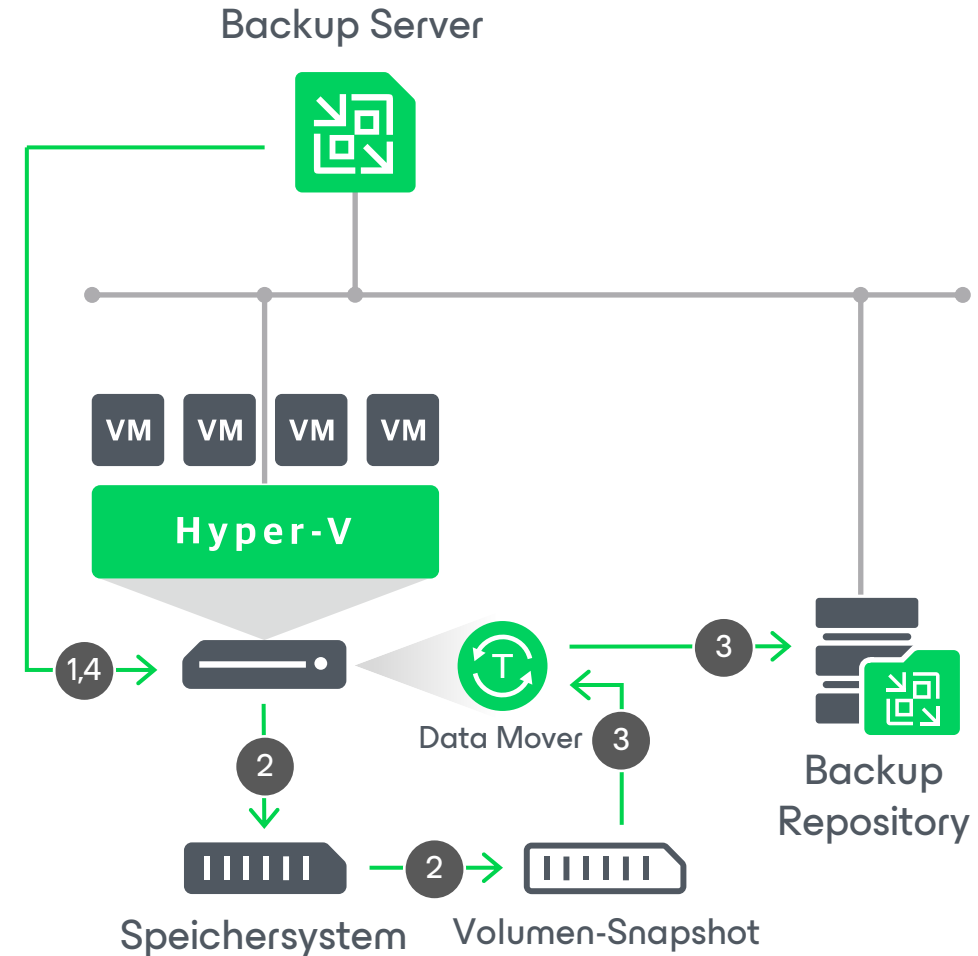 Backup Server
VM VM VM VM
Hyper-V
1,4
T
3
Data Mover
3
2
Backup
Repository
2
Speichersystem
Volumen-Snapshot